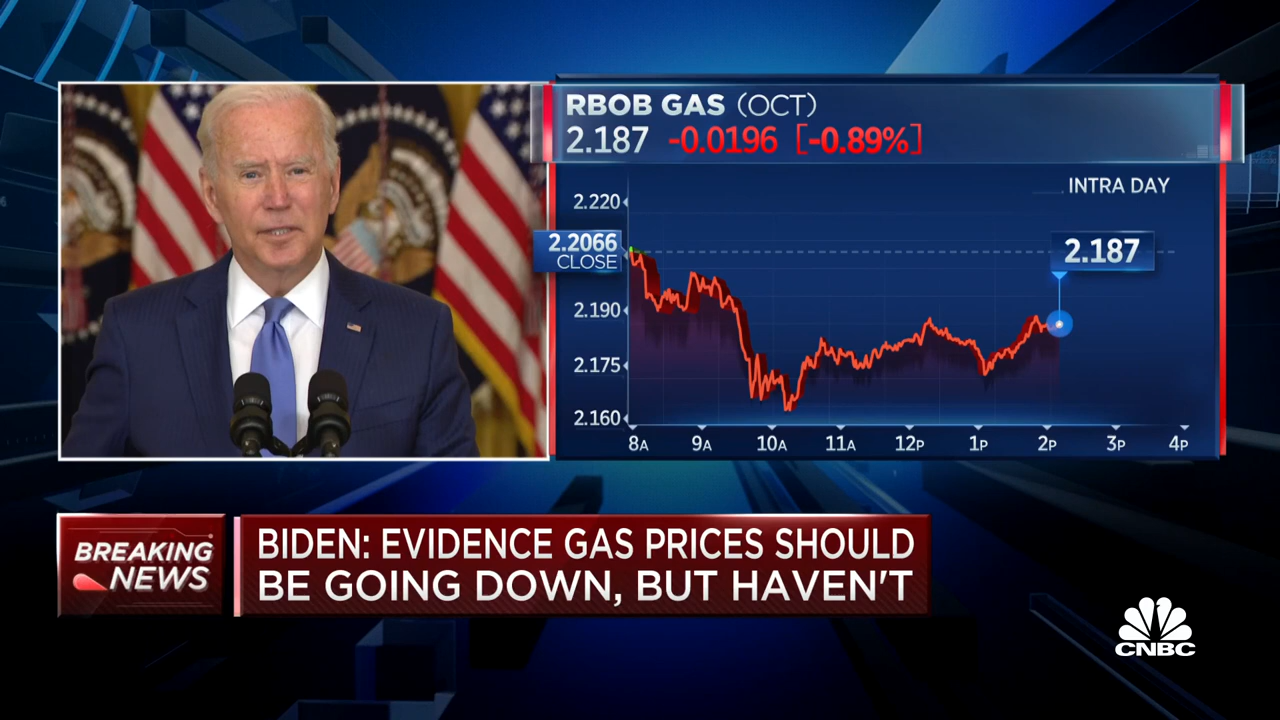 RBOB GAS (OCT)
2.187 -0.0196 [-0.89%]
INTRA DAY
2.220
2.2066
CLOSE
2.187
2.190
2.175
2.160
8A 9A 10A 11A 12P 1P 2P 3P 4P
BREAKING
NEWS
BIDEN: EVIDENCE GAS PRICES SHOULD
BE GOING DOWN, BUT HAVEN'T
CNBC